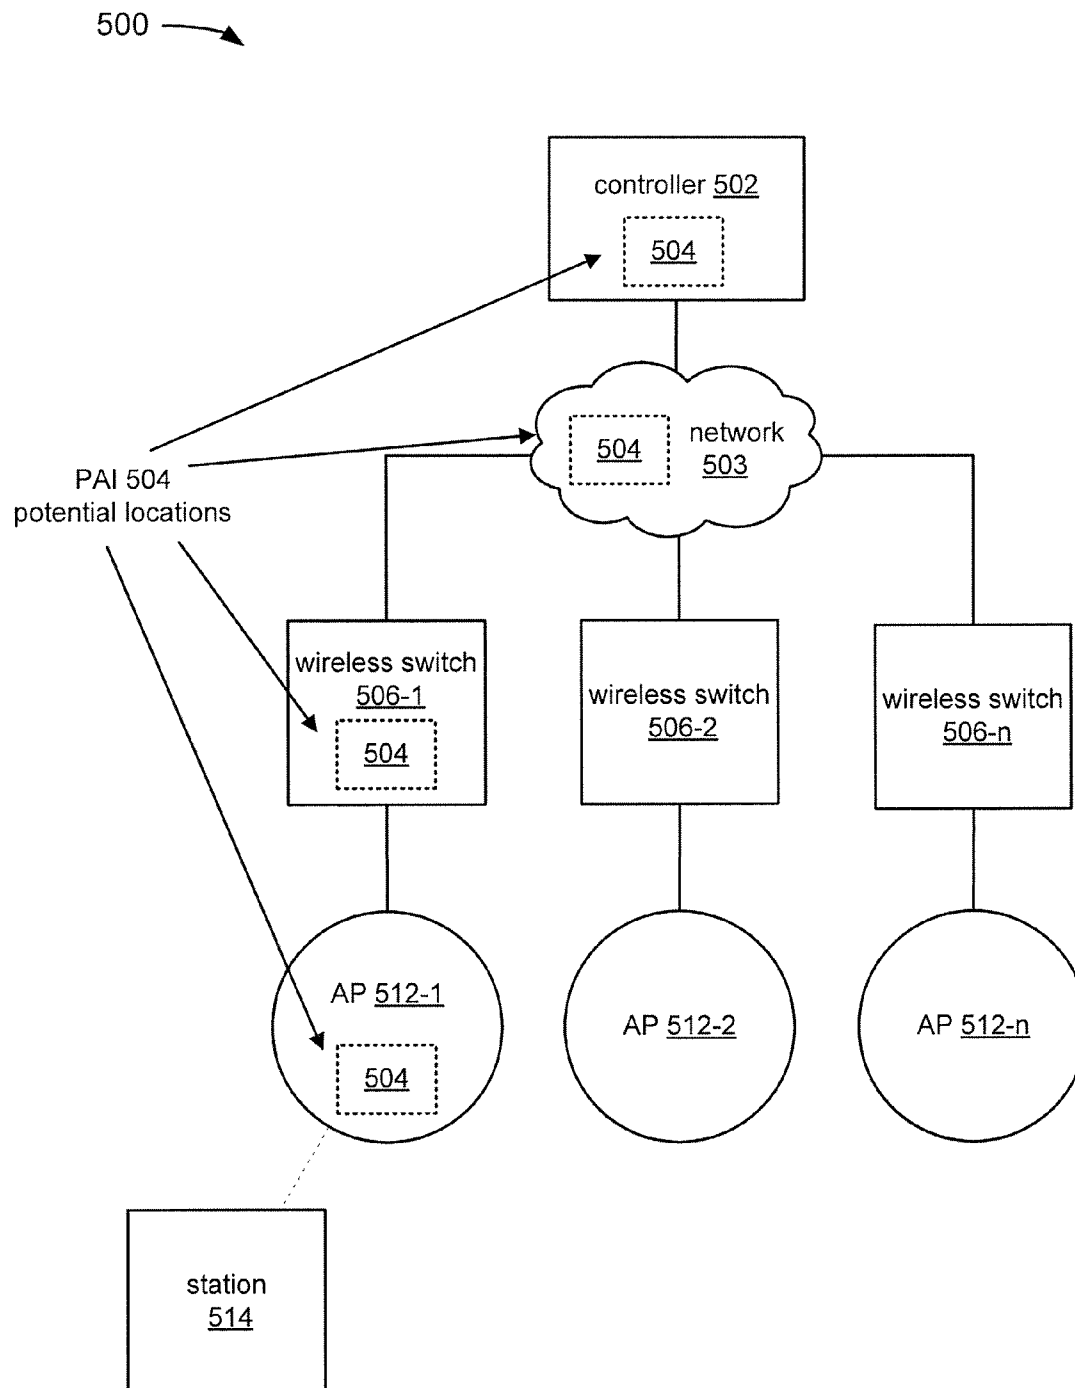 500
controller 502
504
504
network
503
PAI 504
potential locations
wireless switch
506-1
504
wireless switch
506-2
wireless switch
506-n
AP 512-1
504
AP 512-2
AP 512-n
station
514